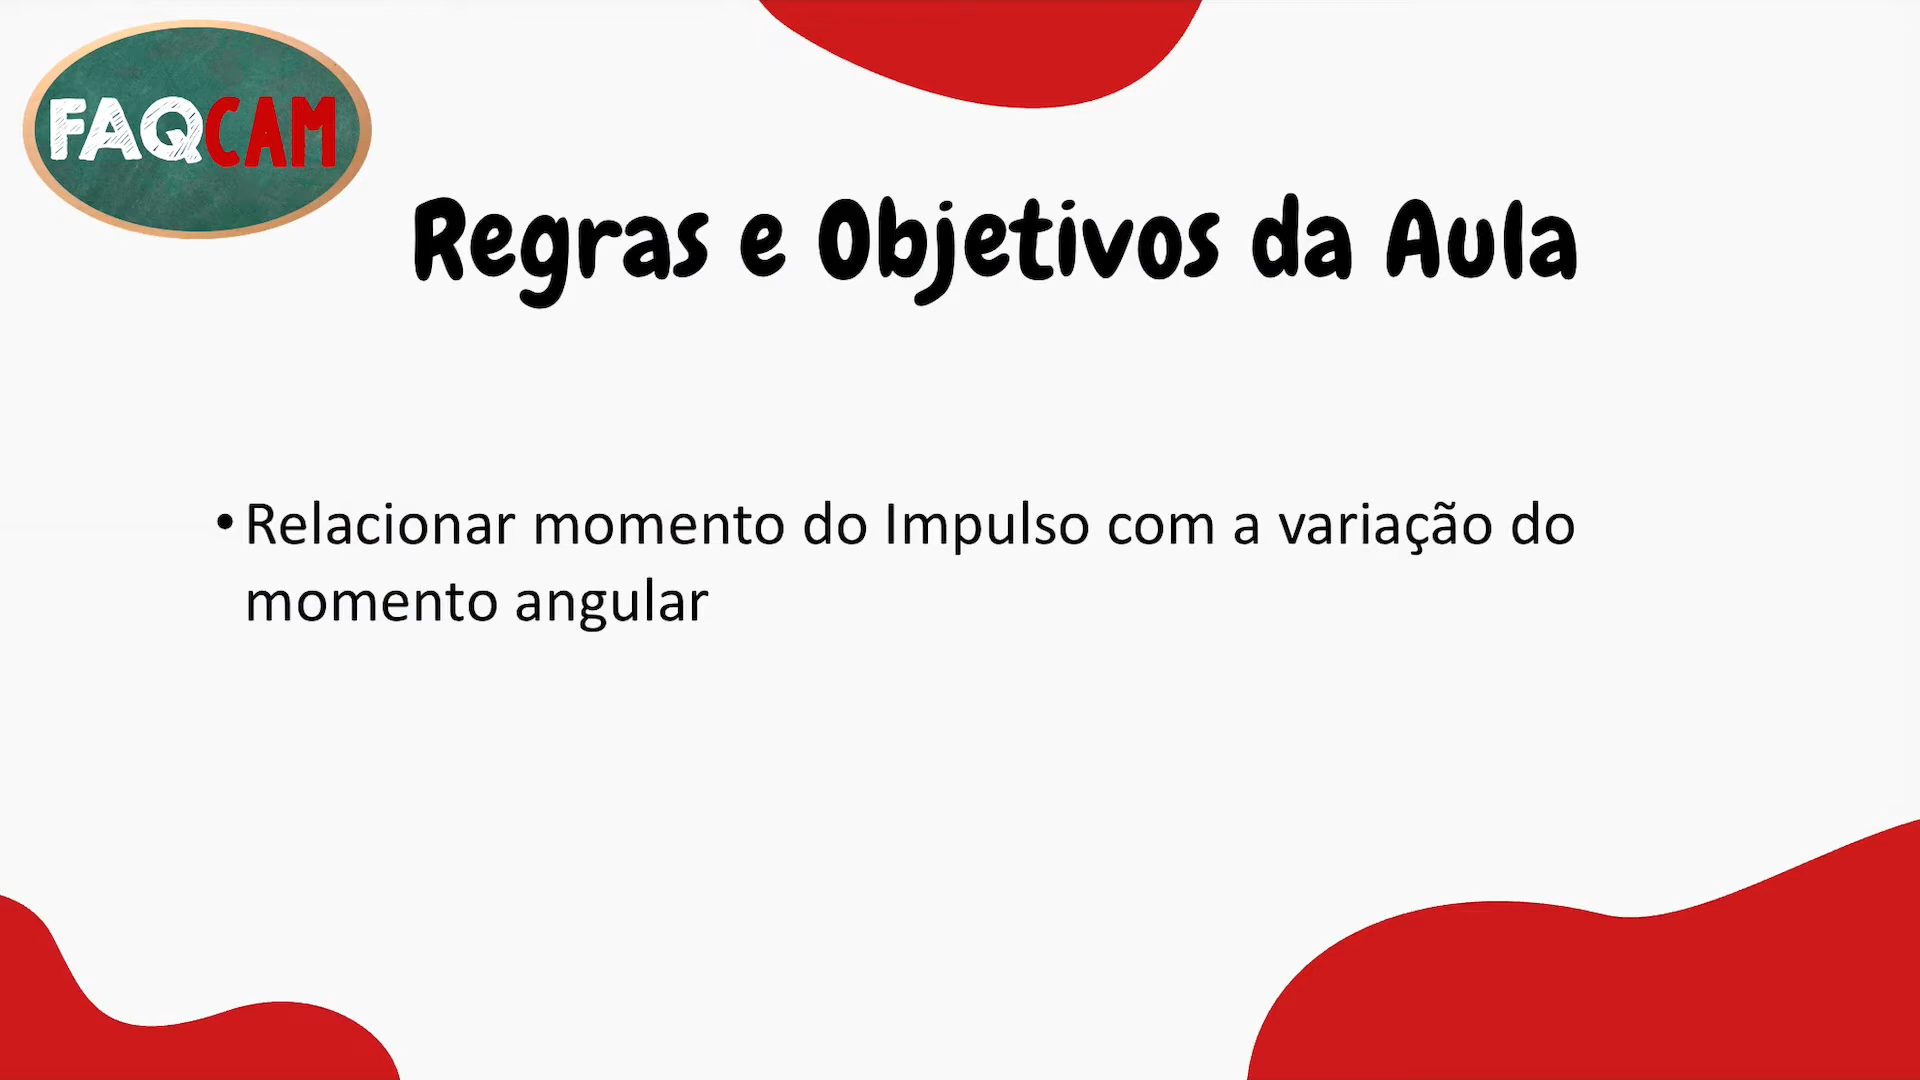 FAQCAM
Regras e Objetivos da Aula
• Relacionar momento do Impulso com a variação do
momento angular